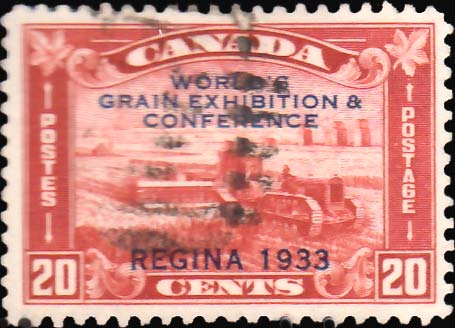 CANADA
WORLD'S
GRAIN EXHIBITION &
CONFERENCE
POSTES
POSTAGE
REGINA 1933
20 CENTS 20